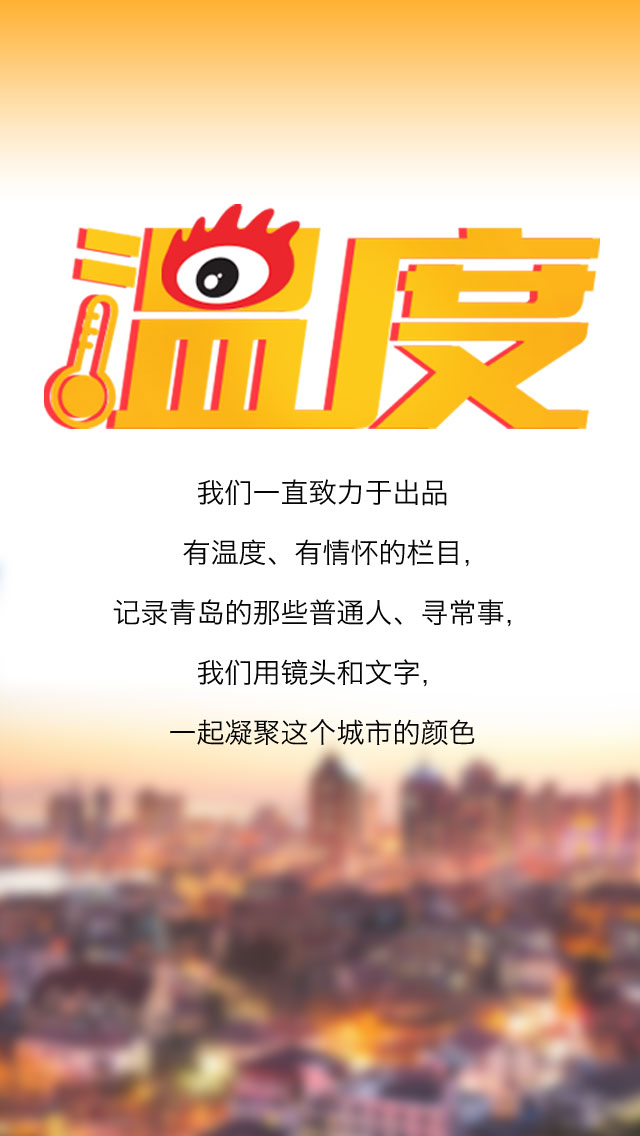 温度
我们一直致力于出品
有温度、有情怀的栏目,
记录青岛的那些普通人、寻常事,
我们用镜头和文字,
一起凝聚这个城市的颜色